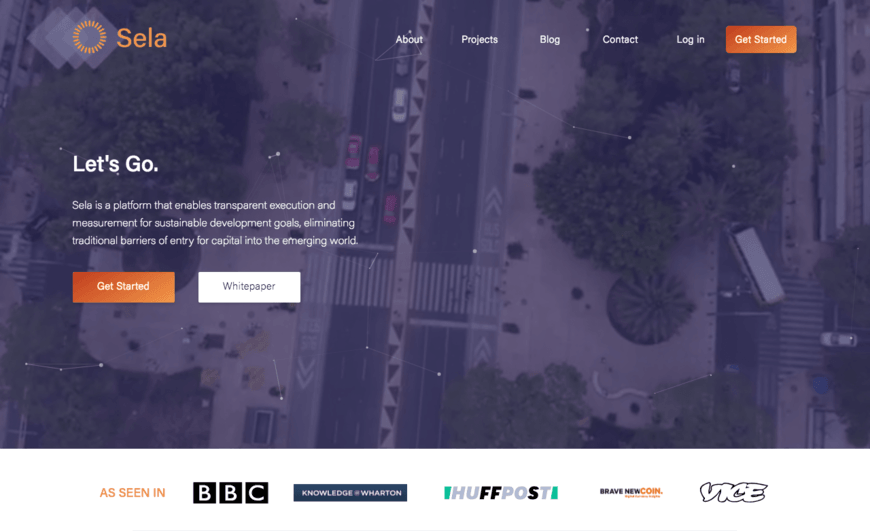 Sela
About
Projects
Blog
Contact
Log in
Get Started
Let's Go.
Sela is a platform that enables transparent execution and
measurement for sustainable development goals, eliminating
traditional barriers of entry for capital into the emerging world.
Get Started
Whitepaper
AS SEEN IN
BBC
KNOWLEDGE@WHARTON
HUFFPOST
BRAVE NEWCOIN.
VICE